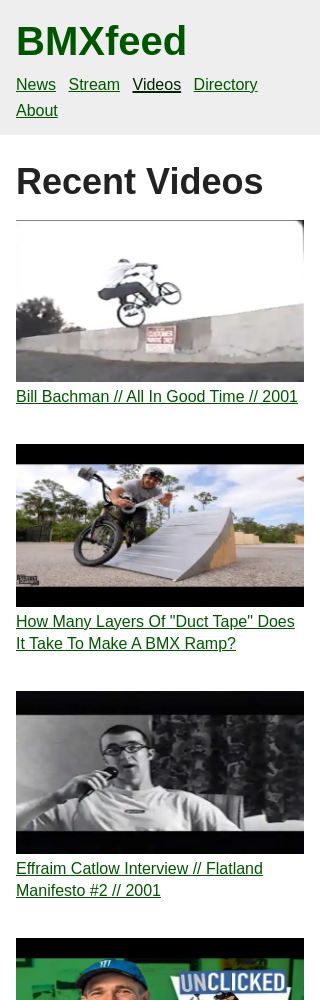 BMXfeed
News Stream Videos Directory
About
Recent Videos
CUSTOMER
Bill Bachman // All In Good Time // 2001
How Many Layers Of "Duct Tape" Does
It Take To Make A BMX Ramp?
Effraim Catlow Interview // Flatland
Manifesto #2 // 2001
UNCLICKED